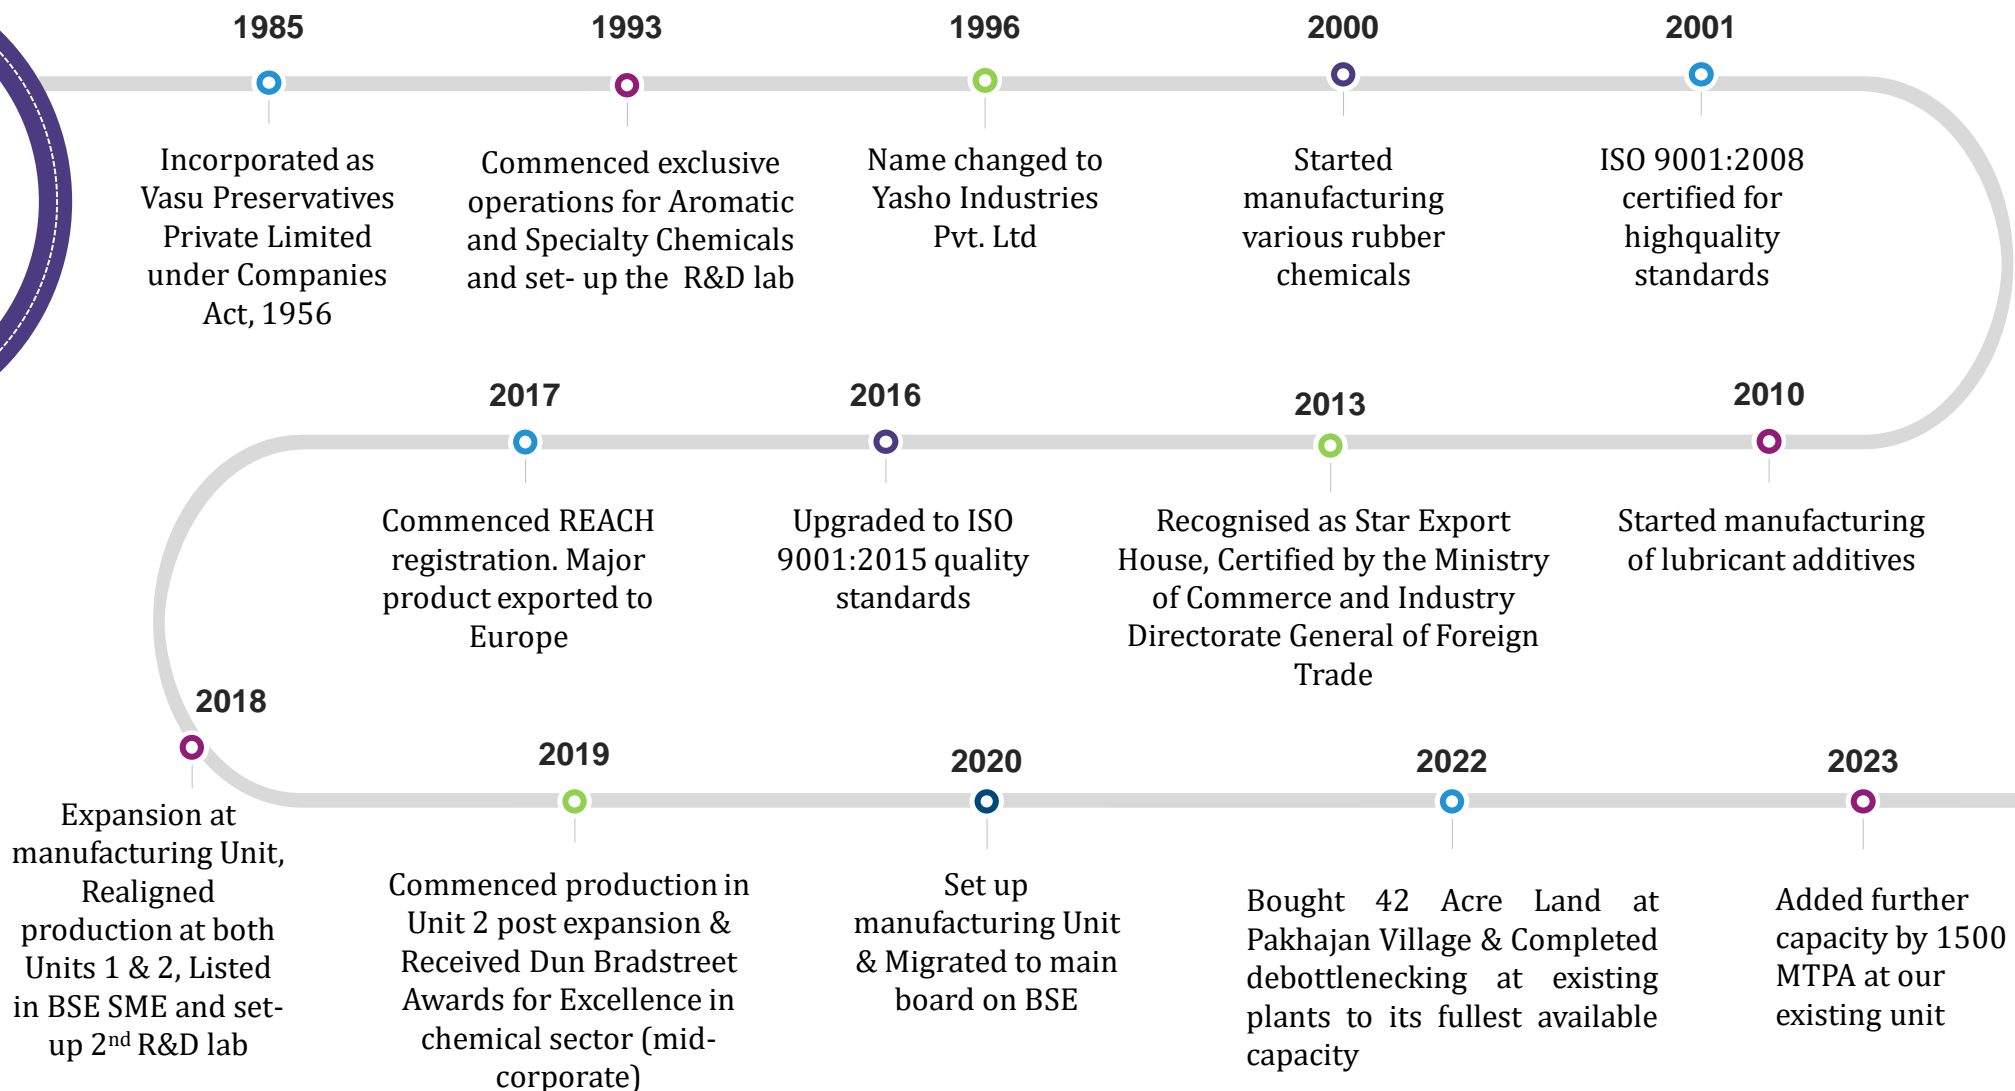 1985
Incorporated as
Vasu Preservatives
Private Limited
under Companies
Act, 1956
1993
Commenced exclusive
operations for Aromatic
and Specialty Chemicals
and set- up the R&D lab
1996
Name changed to
Yasho Industries
Pvt. Ltd
2000
Started
manufacturing
various rubber
chemicals
2001
ISO 9001:2008
certified for
highquality
standards
2010
Started manufacturing
of lubricant additives
2013
Recognised as Star Export
House, Certified by the Ministry
of Commerce and Industry
Directorate General of Foreign
Trade
2016
Upgraded to ISO
9001:2015 quality
standards
2017
Commenced REACH
registration. Major
product exported to
Europe
2018
Expansion at
manufacturing Unit,
Realigned
production at both
Units 1 & 2, Listed
in BSE SME and set-
up 2nd R&D lab
2019
Commenced production in
Unit 2 post expansion &
Received Dun Bradstreet
Awards for Excellence in
chemical sector (mid-
corporate)
2020
Set up
manufacturing Unit
& Migrated to main
board on BSE
2022
Bought 42 Acre Land at
Pakhajan Village & Completed
debottlenecking at existing
plants to its fullest available
capacity
2023
Added further
capacity by 1500
MTPA at our
existing unit